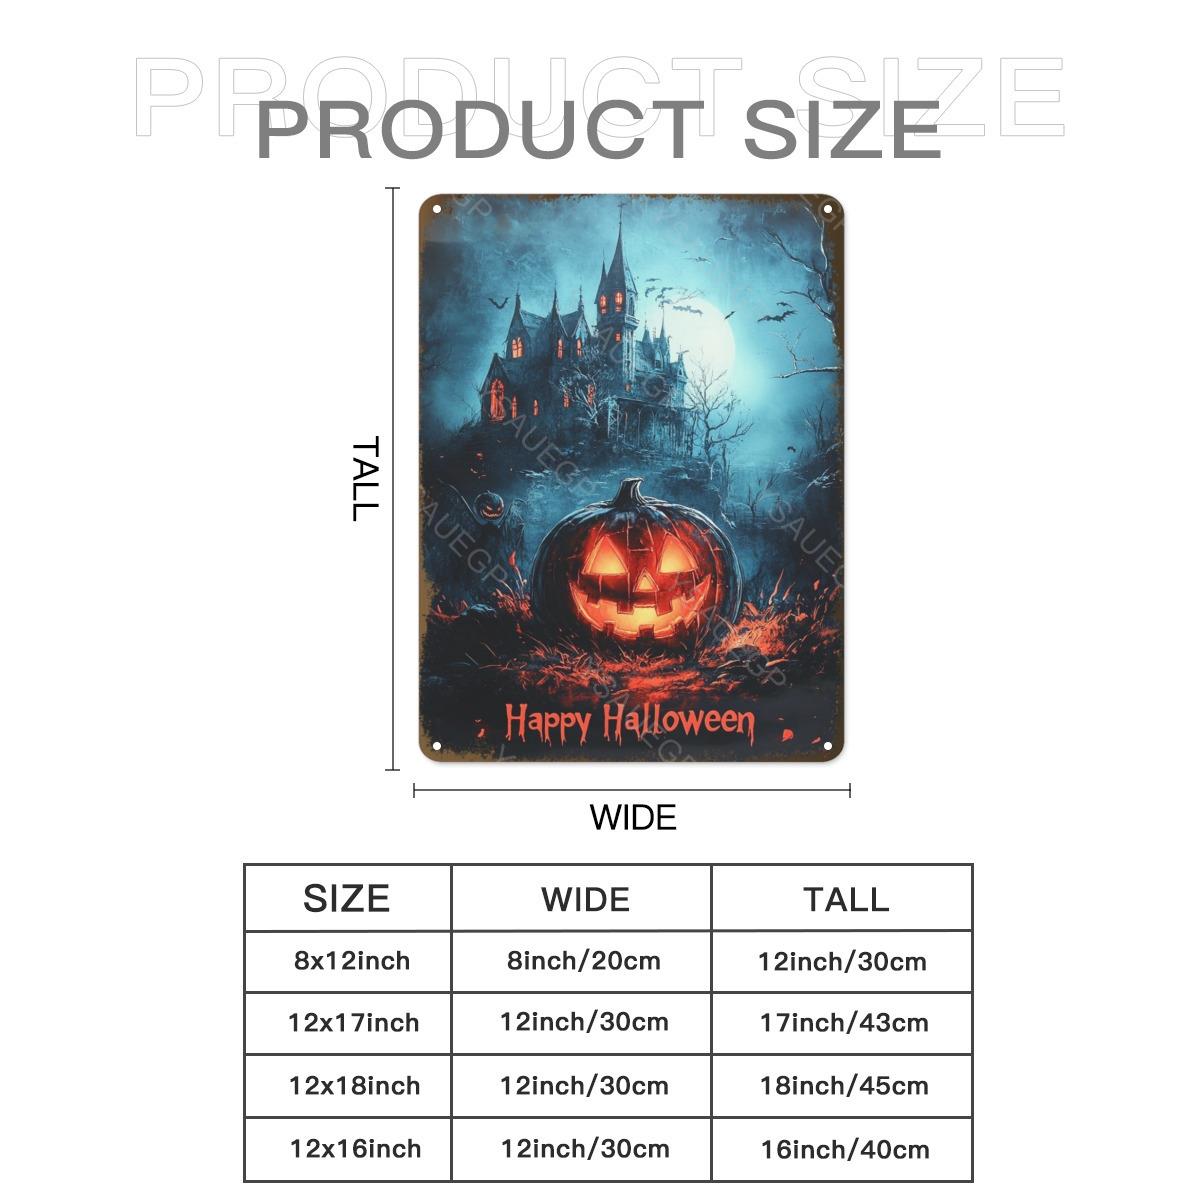 PRODUCT SIZE
PRODUCT SIZE
TALL
Happy Halloween
WIDE
SIZE WIDE TALL
8x12inch 8inch/20cm 12inch/30cm
12x17inch 12inch/30cm 17inch/43cm
12x18inch 12inch/30cm 18inch/45cm
12x16inch 12inch/30cm 16inch/40cm